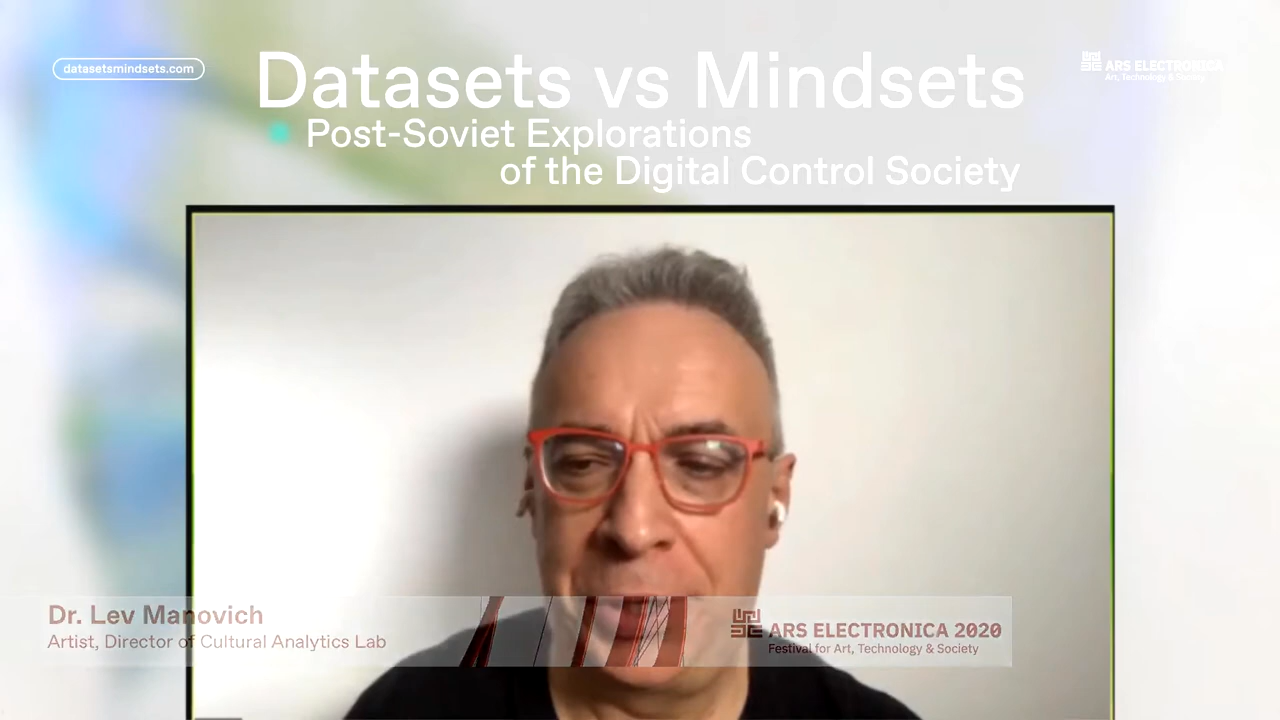 datasetsmindsets.com
Datasets vs Mindsets
Post-Soviet Explorations
of the Digital Control Society
ARS ELECTRONICA
Art, Technology & Society
Dr. Lev Manovich
Artist, Director of Cultural Analytics Lab
ARS ELECTRONICA 2020
Festival for Art, Technology & Society